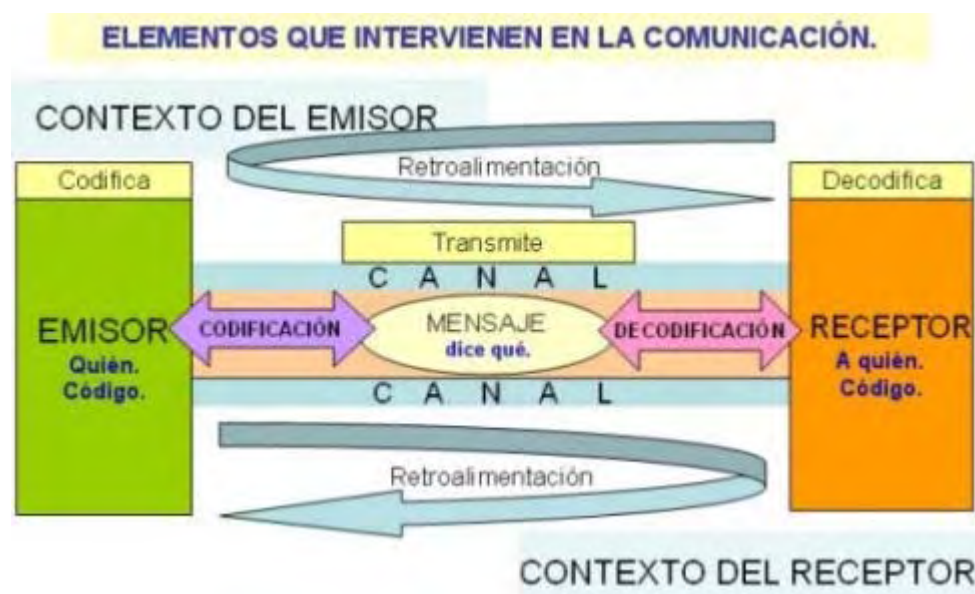 ELEMENTOS QUE INTERVIENEN EN LA COMUNICACIÓN.
CONTEXTO DEL EMISOR
Retroalimentación
Codifica
Decodifica
Transmite
C A N A L
EMISOR
Quién.
Código.
CODIFICACIÓN
MENSAJE
dice qué.
DECODIFICACIÓN
RECEPTOR
A quién.
Código.
C A N A L
Retroalimentación
CONTEXTO DEL RECEPTOR